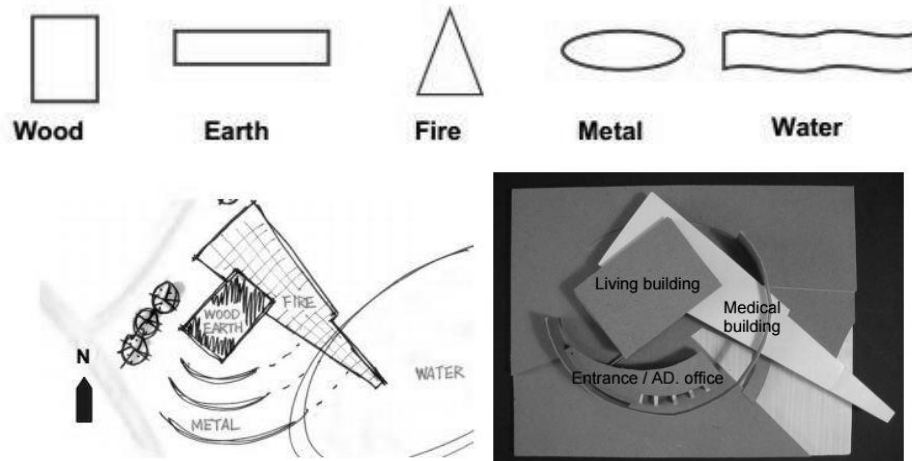 Wood Earth Fire Metal Water
WOOD
EARTH
FIRE
WATER
METAL
N
Living building
Medical
building
Entrance / AD. office